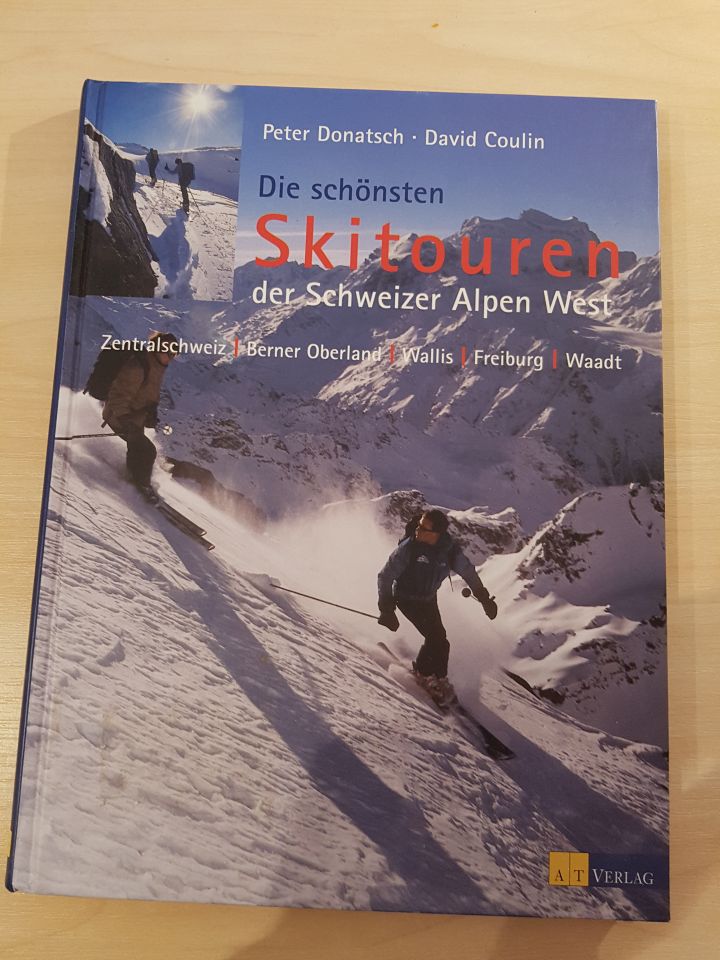 Peter Donatsch · David Coulin
Die schönsten
Skitouren
der Schweizer Alpen West
Zentralschweiz | Berner Oberland | Wallis | Freiburg | Waadt
AT VERLAG